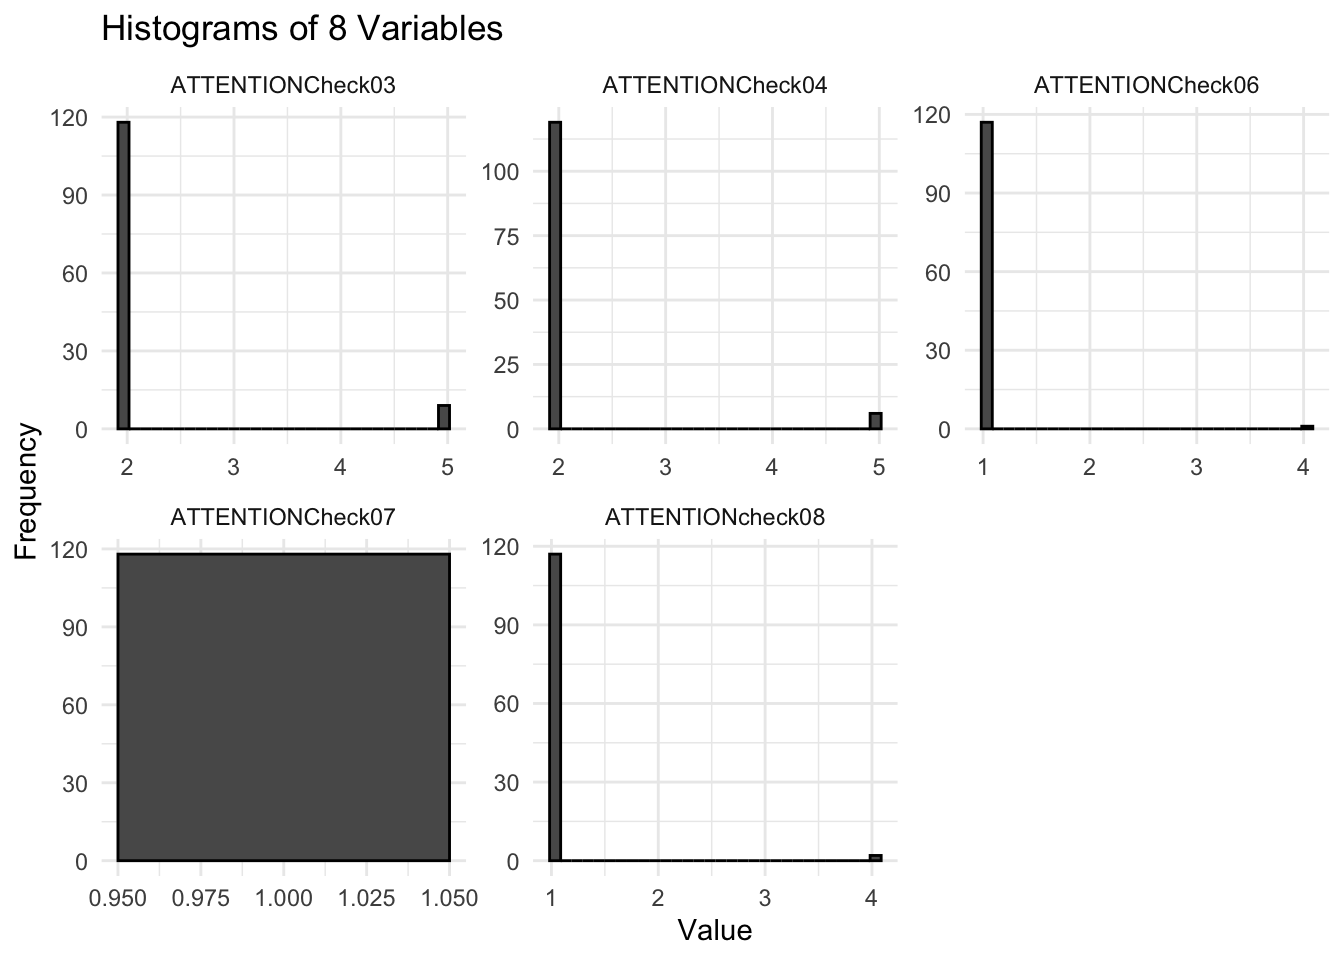 Histograms of 8 Variables
ATTENTIONCheck03
ATTENTIONCheck04
ATTENTIONCheck06
120
90
60
30
0
2 3 4 5
100
75
50
25
0
2 3 4 5
120
90
60
30
0
1 2 3 4
Frequency
ATTENTIONCheck07
ATTENTIONcheck08
120
90
60
30
0
0.950 0.975 1.000 1.025 1.050
120
90
60
30
0
1 2 3 4
Value